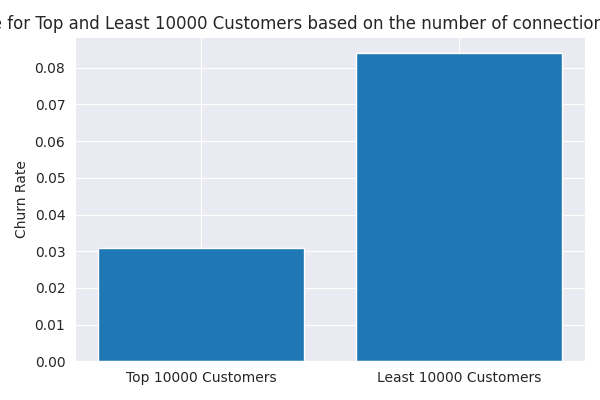 e for Top and Least 10000 Customers based on the number of connection
0.08
0.07
0.06
0.05
0.04
0.03
0.02
0.01
0.00
Churn Rate
Top 10000 Customers
Least 10000 Customers